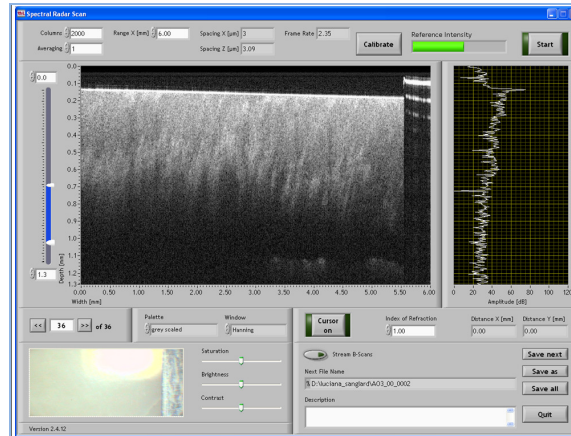 Spectral Radar Scan
Columns 2000 Range X [mm] 6.00 Spacing X [µm] 3 Frame Rate 2.35 Reference Intensity
Averaging 1 Spacing Z [µm] 3.09 Calibrate Start
0.0
0.0
0.1
0.2
0.3
0.4
0.5
0.6
0.7
0.8
0.9
1.0
1.1
1.2
1.3
1.3
Depth [mm]
0.00 0.50 1.00 1.50 2.00 2.50 3.00 3.50 4.00 4.50 5.00 5.50 6.00
Width [mm]
0 20 40 60 80 100 120
Amplitude [dB]
<< 36 >> of 36
Palette Window
grey scaled Hanning
Cursor on
Index of Refraction Distance X [mm] Distance Y [mm]
1.00 0.00 0.00
Saturation
Brightness
Contrast
Stream B-Scans Save next
Next File Name Save as
D:\luciana_sanglard\A03_00_0002 Save all
Description
Quit
Version 2.4.12